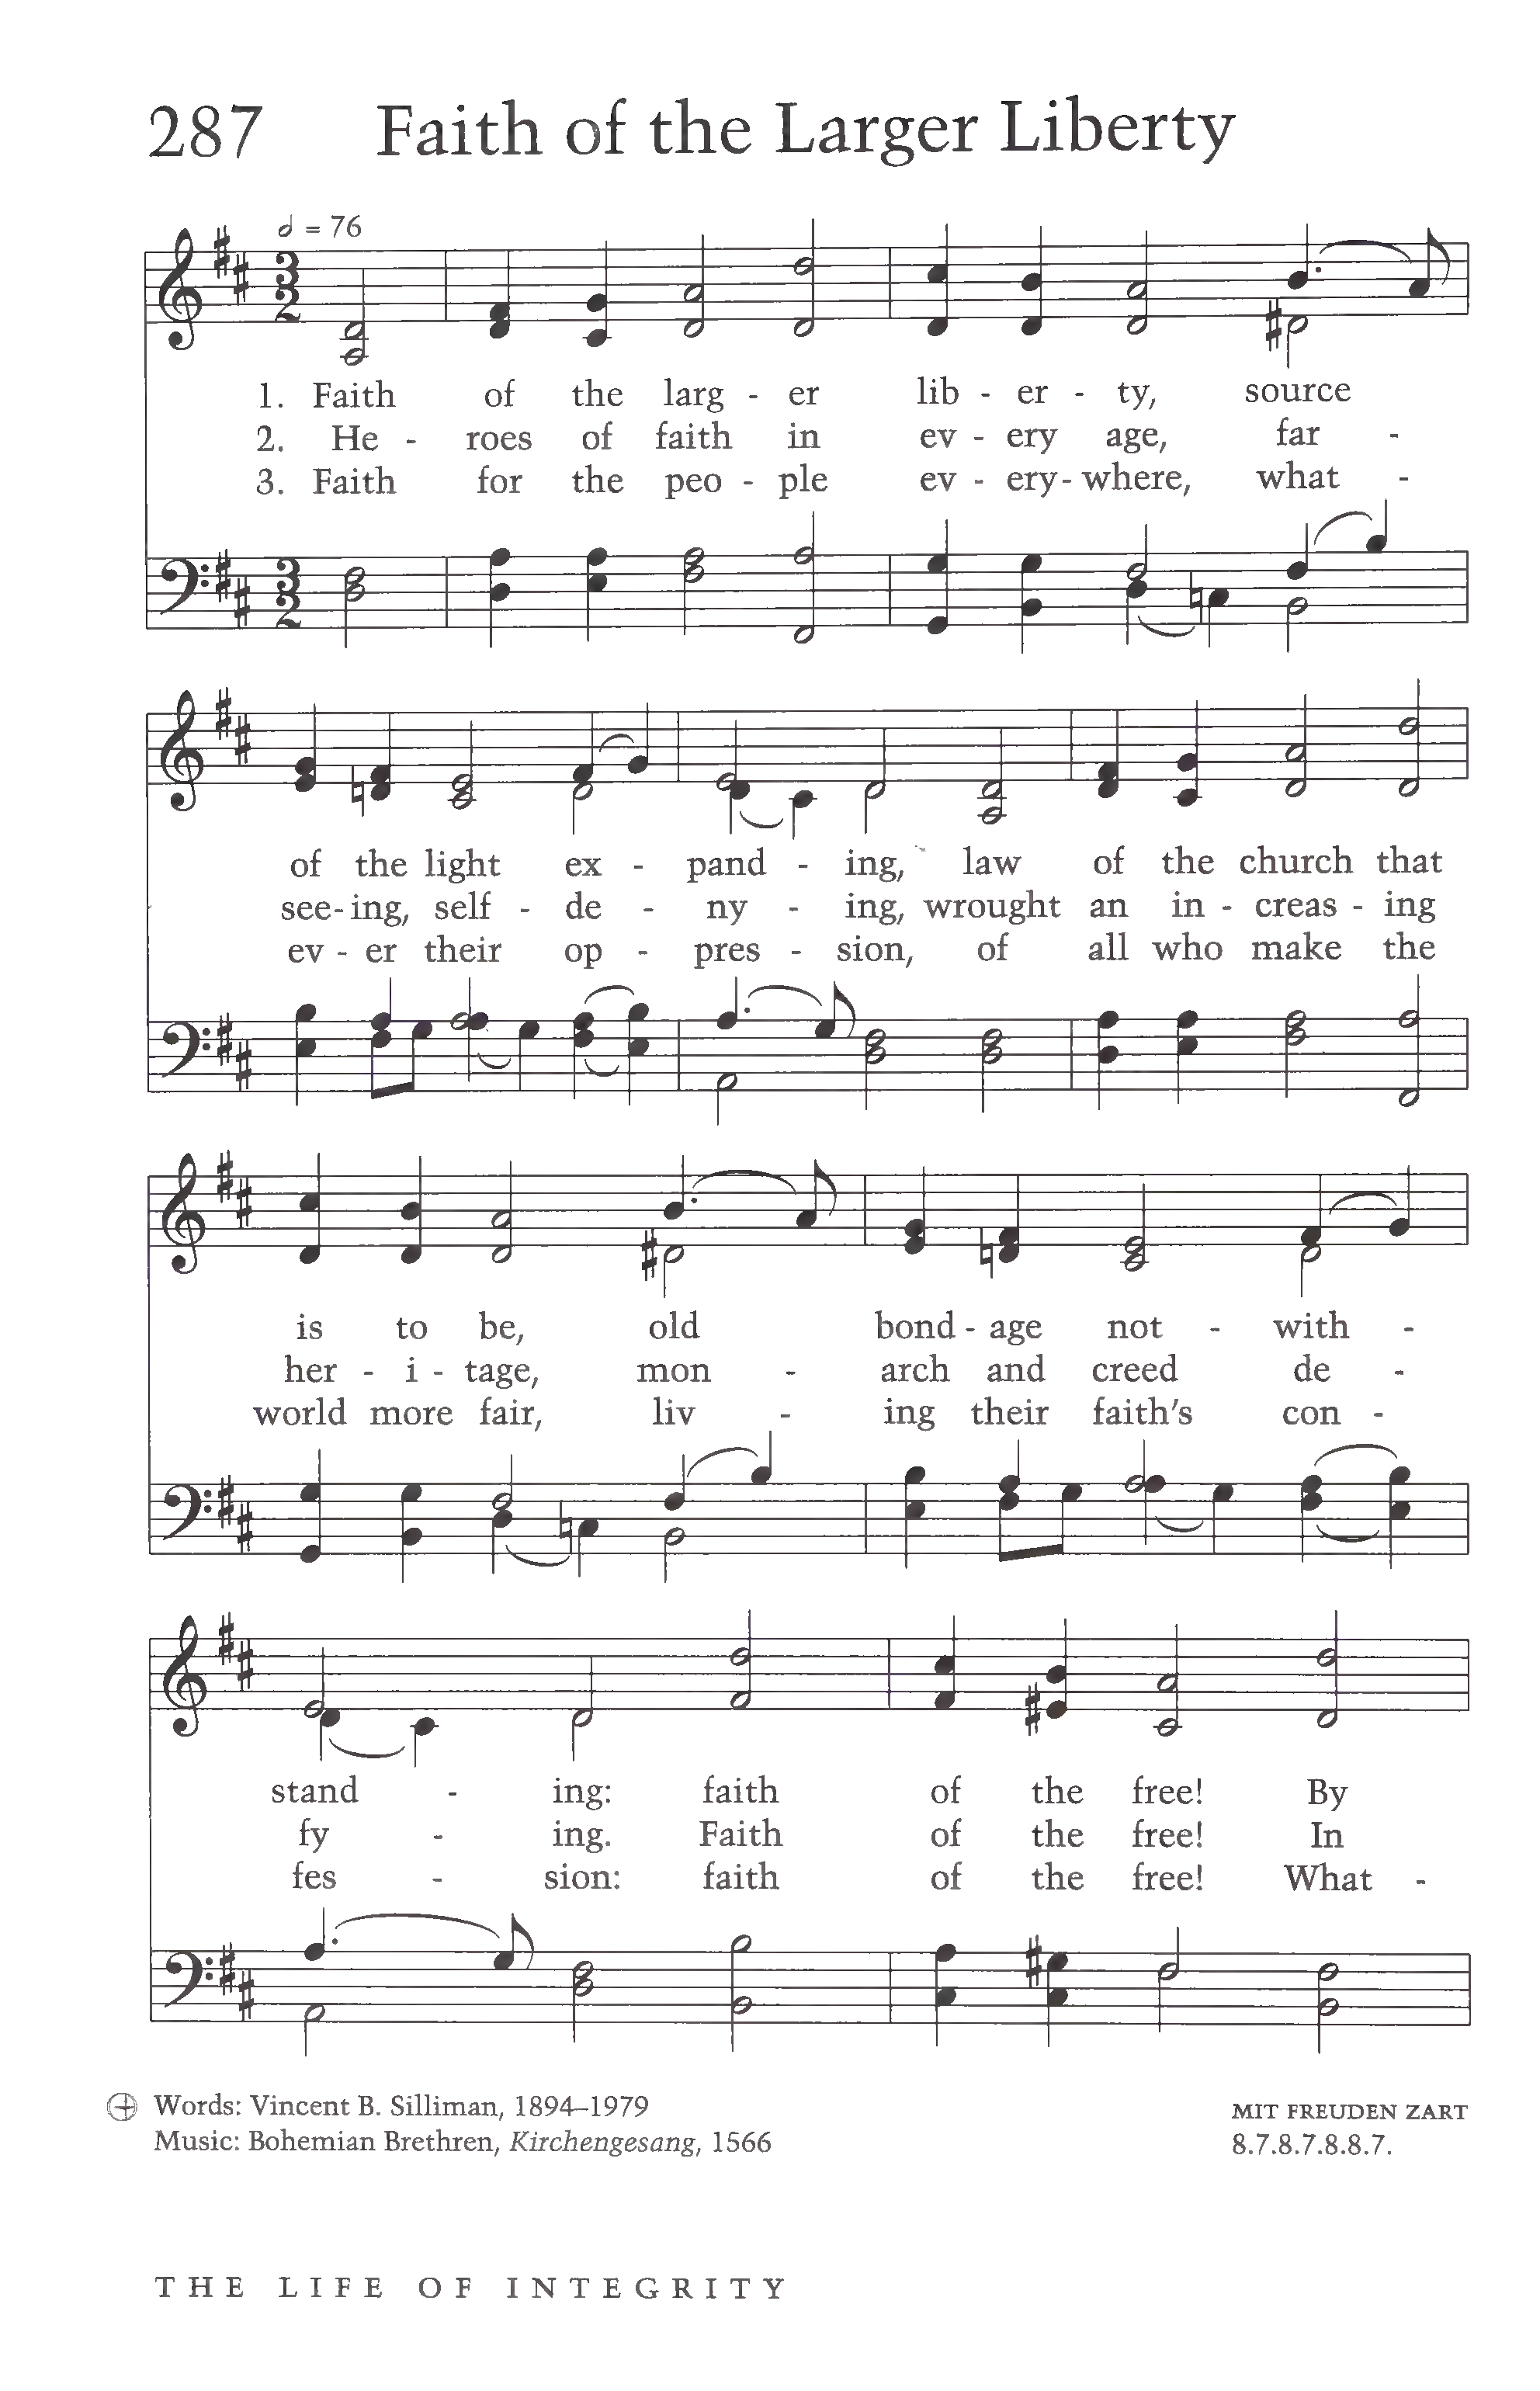 287 Faith of the Larger Liberty
𝅗𝅥 = 76
1. Faith of the larg - er lib - er - ty, source
2. He - roes of faith in ev - ery age, far -
3. Faith for the peo - ple ev - ery - where, what -
of the light ex - pand - ing, law of the church that
see - ing, self - de - ny - ing, wrought an in - creas - ing
ev - er their op - pres - sion, of all who make the
is to be, old bond - age not - with -
her - i - tage, mon - arch and creed de -
world more fair, liv - ing their faith's con -
stand - ing: faith of the free! By
fy - ing. Faith of the free! In
fes - sion: faith of the free! What -
Words: Vincent B. Silliman, 1894–1979
Music: Bohemian Brethren, Kirchengesang, 1566
MIT FREUDEN ZART
8.7.8.7.8.8.7.
THE LIFE OF INTEGRITY